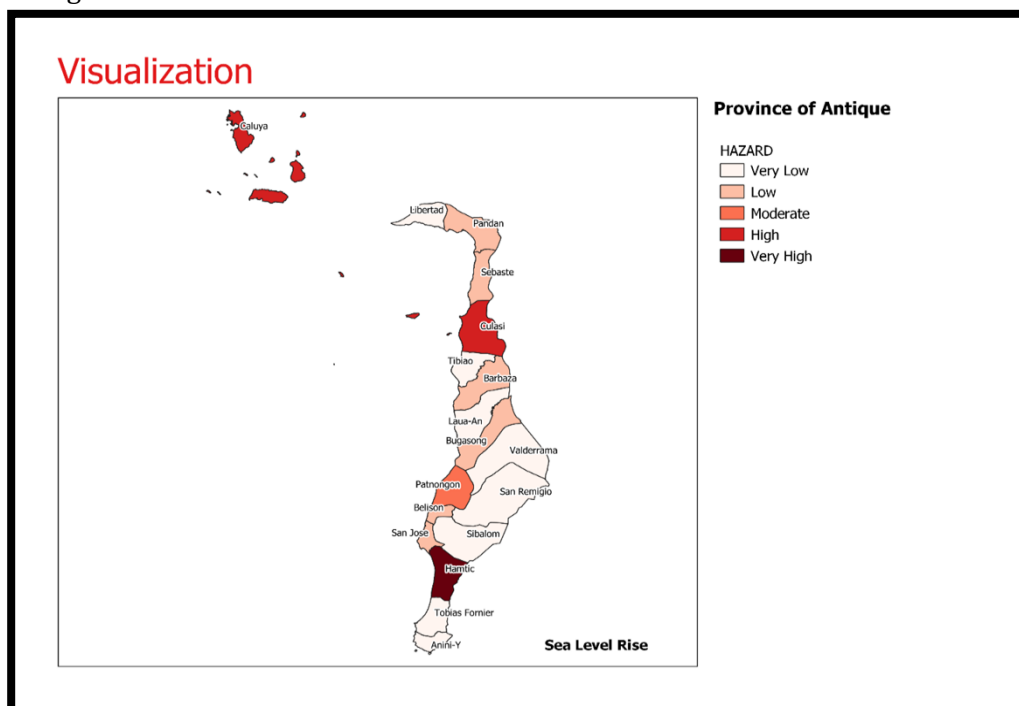 Visualization
Province of Antique
HAZARD
Very Low
Low
Moderate
High
Very High
Caluya
Libertad
Pandan
Sebaste
Culasi
Tibiao
Barbaza
Laua-An
Bugasong
Valderrama
Patnongon
San Remigio
Belison
San Jose
Sibalom
Hamtic
Tobias Fornier
Anini-Y
Sea Level Rise